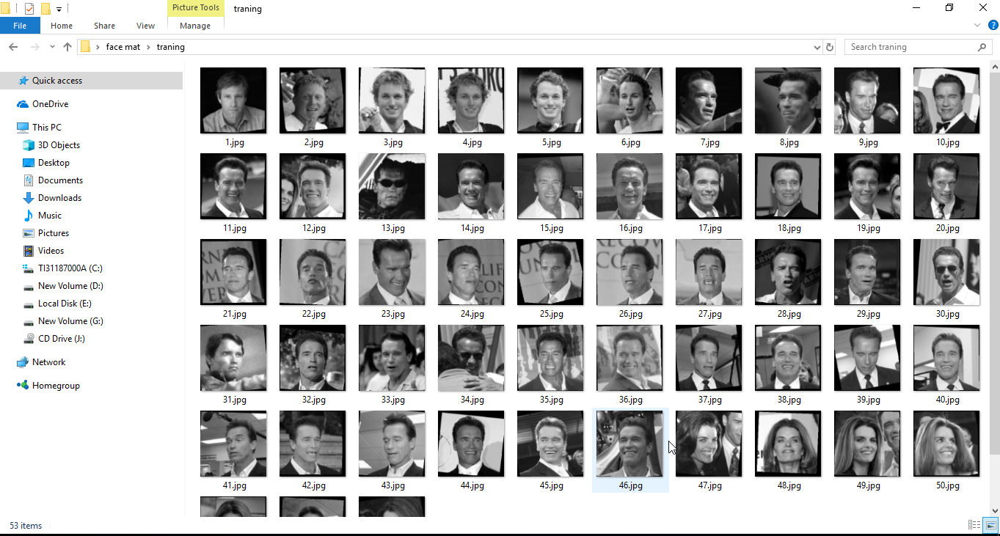 Picture Tools
traning
File
Home
Share
View
Manage
face mat
traning
Search traning
Quick access
OneDrive
This PC
3D Objects
Desktop
Documents
Downloads
Music
Pictures
Videos
TI31187000A (C:)
New Volume (D:)
Local Disk (E:)
New Volume (G:)
CD Drive (J:)
Network
Homegroup
1.jpg 2.jpg 3.jpg 4.jpg 5.jpg 6.jpg 7.jpg 8.jpg 9.jpg 10.jpg
11.jpg 12.jpg 13.jpg 14.jpg 15.jpg 16.jpg 17.jpg 18.jpg 19.jpg 20.jpg
21.jpg 22.jpg 23.jpg 24.jpg 25.jpg 26.jpg 27.jpg 28.jpg 29.jpg 30.jpg
31.jpg 32.jpg 33.jpg 34.jpg 35.jpg 36.jpg 37.jpg 38.jpg 39.jpg 40.jpg
41.jpg 42.jpg 43.jpg 44.jpg 45.jpg 46.jpg 47.jpg 48.jpg 49.jpg 50.jpg
53 items